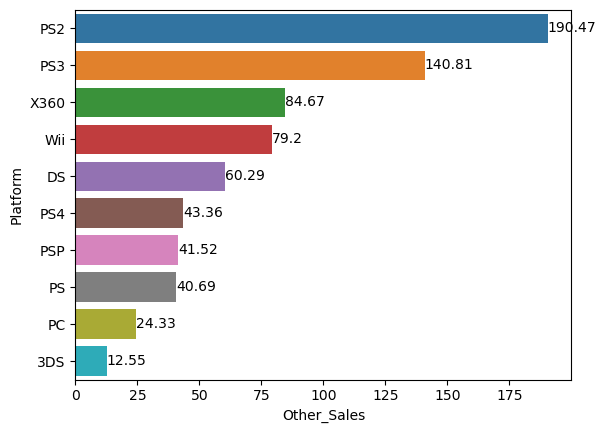 PS2 190.47
PS3 140.81
X360 84.67
Wii 79.2
DS 60.29
PS4 43.36
PSP 41.52
PS 40.69
PC 24.33
3DS 12.55
Platform
0 25 50 75 100 125 150 175
Other_Sales